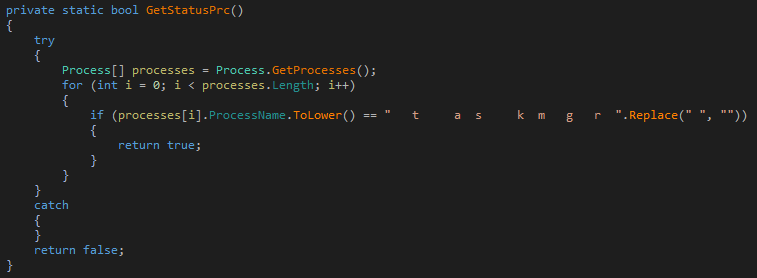 private static bool GetStatusPrc()
{
    try
    {
        Process[] processes = Process.GetProcesses();
        for (int i = 0; i < processes.Length; i++)
        {
            if (processes[i].ProcessName.ToLower() == "   t     a  s     k  m   g   r  ".Replace(" ", ""))
            {
                return true;
            }
        }
    }
    catch
    {
    }
    return false;
}